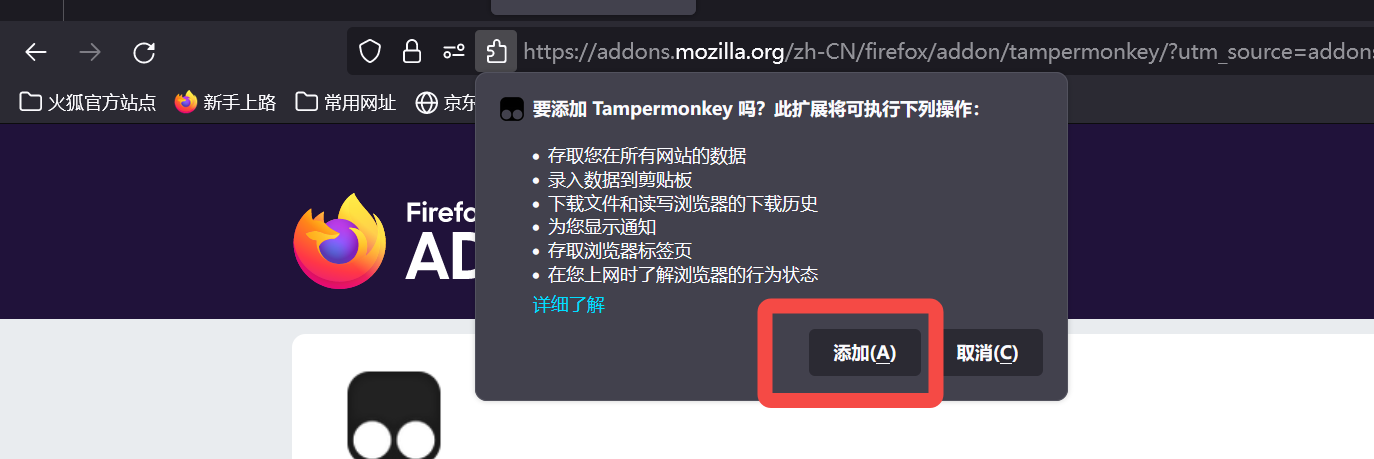 https://addons.mozilla.org/zh-CN/firefox/addon/tampermonkey/?utm_source=addons
火狐官方站点 新手上路 常用网址 京东
要添加 Tampermonkey 吗？此扩展将可执行下列操作：
• 存取您在所有网站的数据
• 录入数据到剪贴板
• 下载文件和读写浏览器的下载历史
• 为您显示通知
• 存取浏览器标签页
• 在您上网时了解浏览器的行为状态
详细了解
添加(A) 取消(C)
Firefo
AD